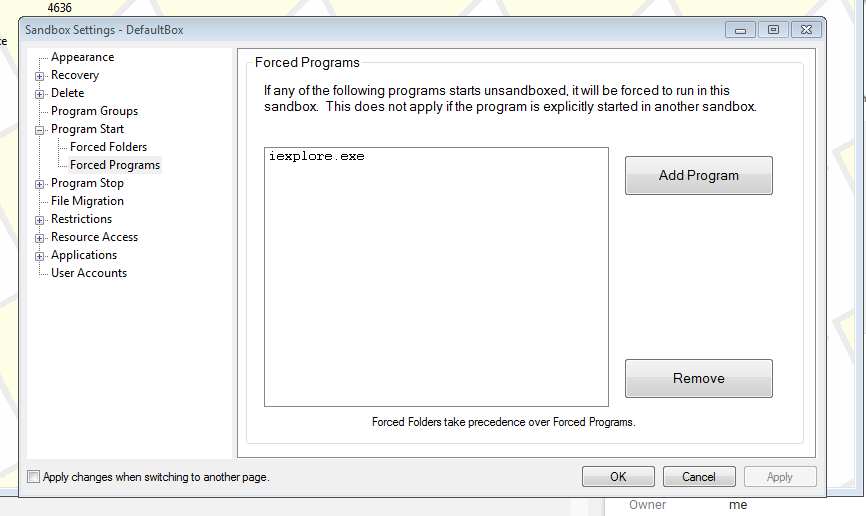 4636
Sandbox Settings - DefaultBox
Appearance
Recovery
Delete
Program Groups
Program Start
Forced Folders
Forced Programs
Program Stop
File Migration
Restrictions
Resource Access
Applications
User Accounts
Forced Programs
If any of the following programs starts unsandboxed, it will be forced to run in this
sandbox. This does not apply if the program is explicitly started in another sandbox.
iexplore.exe
Add Program
Remove
Forced Folders take precedence over Forced Programs.
Apply changes when switching to another page.
OK
Cancel
Apply
Owner me